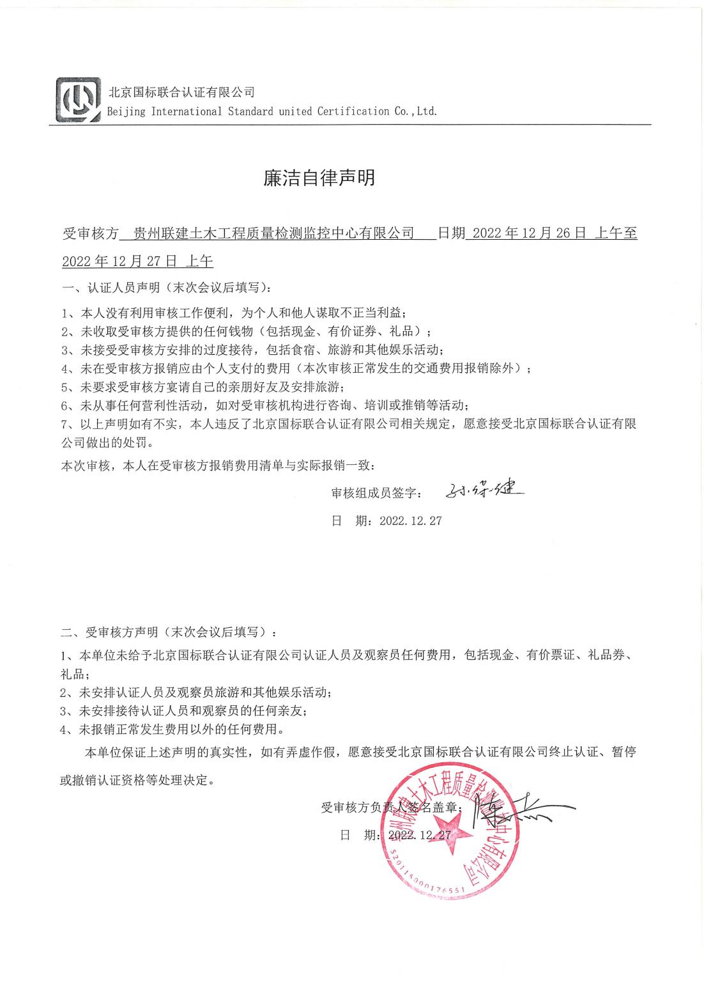 北京国标联合认证有限公司
Beijing International Standard united Certification Co.,Ltd.
廉洁自律声明
受审核方 贵州联建土木工程质量检测监控中心有限公司 日期 2022 年 12 月 26 日 上午至
2022 年 12 月 27 日 上午
一、认证人员声明（末次会议后填写）：
1、本人没有利用审核工作便利，为个人和他人谋取不正当利益；
2、未收取受审核方提供的任何钱物（包括现金、有价证券、礼品）；
3、未接受受审核方安排的过度接待，包括食宿、旅游和其他娱乐活动；
4、未在受审核方报销应由个人支付的费用（本次审核正常发生的交通费用报销除外）；
5、未要求受审核方宴请自己的亲朋好友及安排旅游；
6、未从事任何营利性活动，如对受审核机构进行咨询、培训或推销等活动；
7、以上声明如有不实，本人违反了北京国标联合认证有限公司相关规定，愿意接受北京国标联合认证有限
公司做出的处罚。
本次审核，本人在受审核方报销费用清单与实际报销一致：
审核组成员签字： 孙保健
日 期：2022.12.27
二、受审核方声明（末次会议后填写）：
1、本单位未给予北京国标联合认证有限公司认证人员及观察员任何费用，包括现金、有价票证、礼品券、
礼品；
2、未安排认证人员及观察员旅游和其他娱乐活动；
3、未安排接待认证人员和观察员的任何亲友；
4、未报销正常发生费用以外的任何费用。
本单位保证上述声明的真实性，如有弄虚作假，愿意接受北京国标联合认证有限公司终止认证、暂停
或撤销认证资格等处理决定。
受审核方负责人签名盖章：
日 期：2022.12.27
贵州联建土木工程质量检测监控中心有限公司
520115000176551